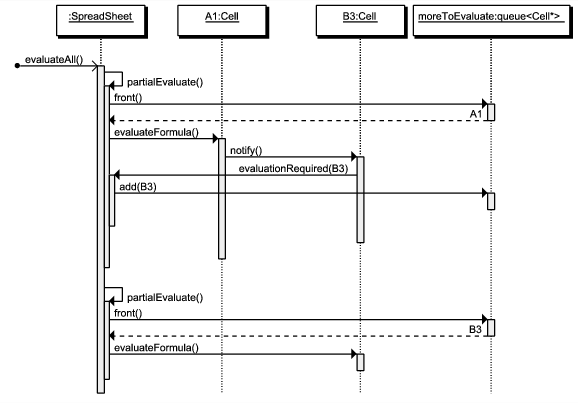 :SpreadSheet
A1:Cell
B3:Cell
moreToEvaluate:queue<Cell*>
evaluateAll()
partialEvaluate()
front()
A1
evaluateFormula()
notify()
evaluationRequired(B3)
add(B3)
partialEvaluate()
front()
B3
evaluateFormula()